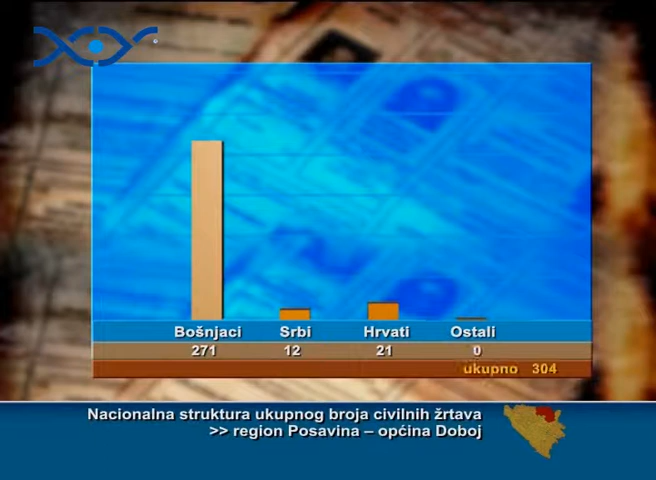 Bošnjaci Srbi Hrvati Ostali
271 12 21 0
ukupno 304
Nacionalna struktura ukupnog broja civilnih žrtava
>> region Posavina – općina Doboj